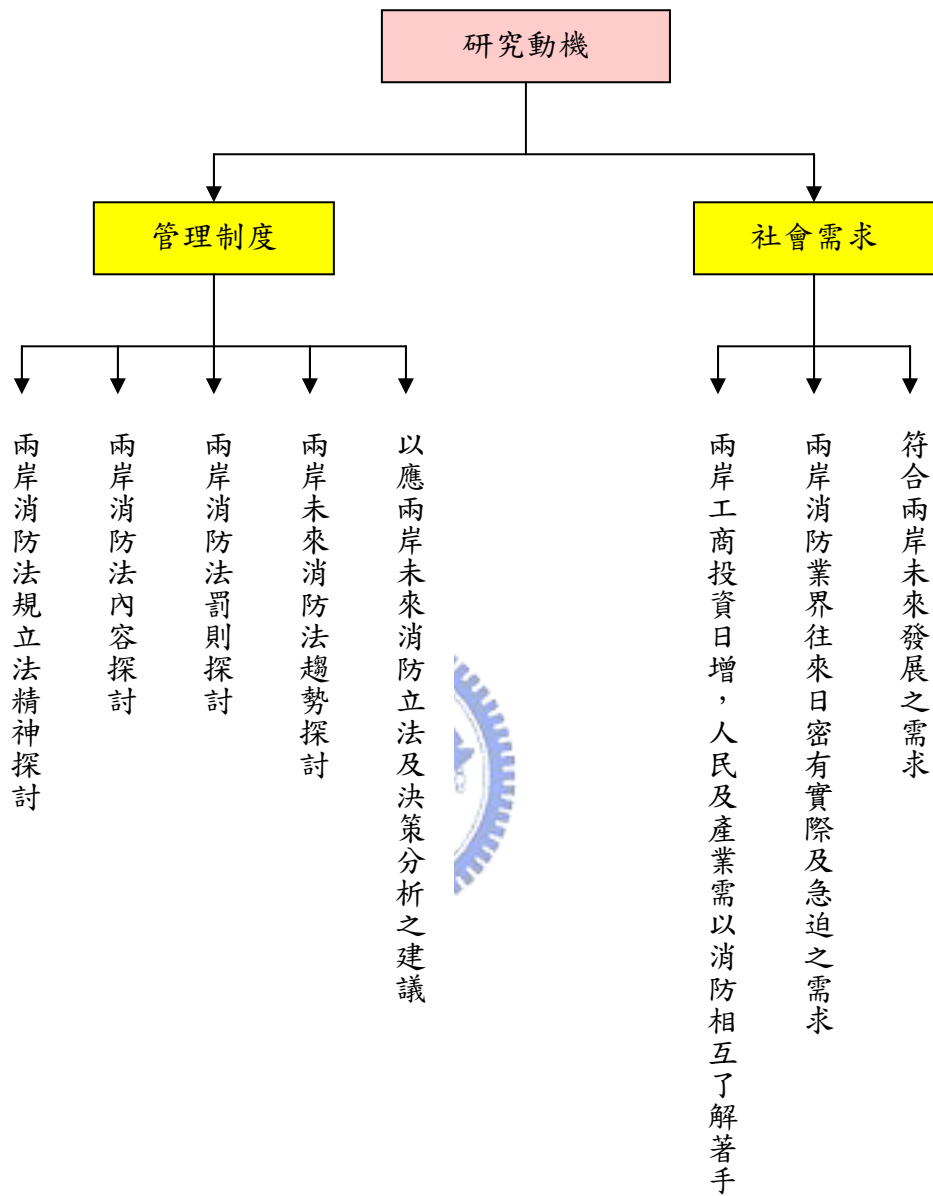 研究動機
管理制度
社會需求
兩岸消防法規立法精神探討
兩岸消防法內容探討
兩岸消防法罰則探討
兩岸未來消防法趨勢探討
以應兩岸未來消防立法及決策分析之建議
兩岸工商投資日增，人民及產業需以消防相互了解著手
兩岸消防業界往來日密有實際及急迫之需求
符合兩岸未來發展之需求